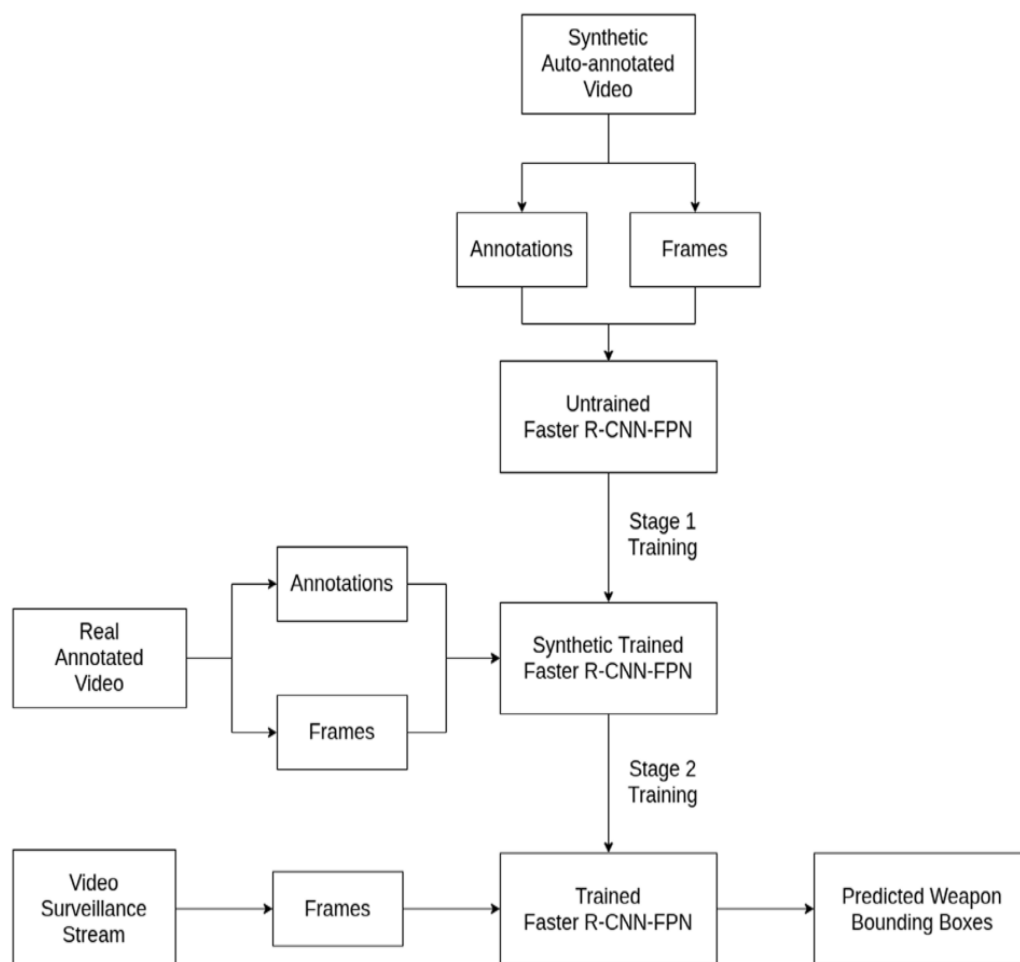 Synthetic
Auto-annotated
Video
Annotations
Frames
Untrained
Faster R-CNN-FPN
Stage 1
Training
Annotations
Real
Annotated
Video
Synthetic Trained
Faster R-CNN-FPN
Frames
Stage 2
Training
Video
Surveillance
Stream
Frames
Trained
Faster R-CNN-FPN
Predicted Weapon
Bounding Boxes